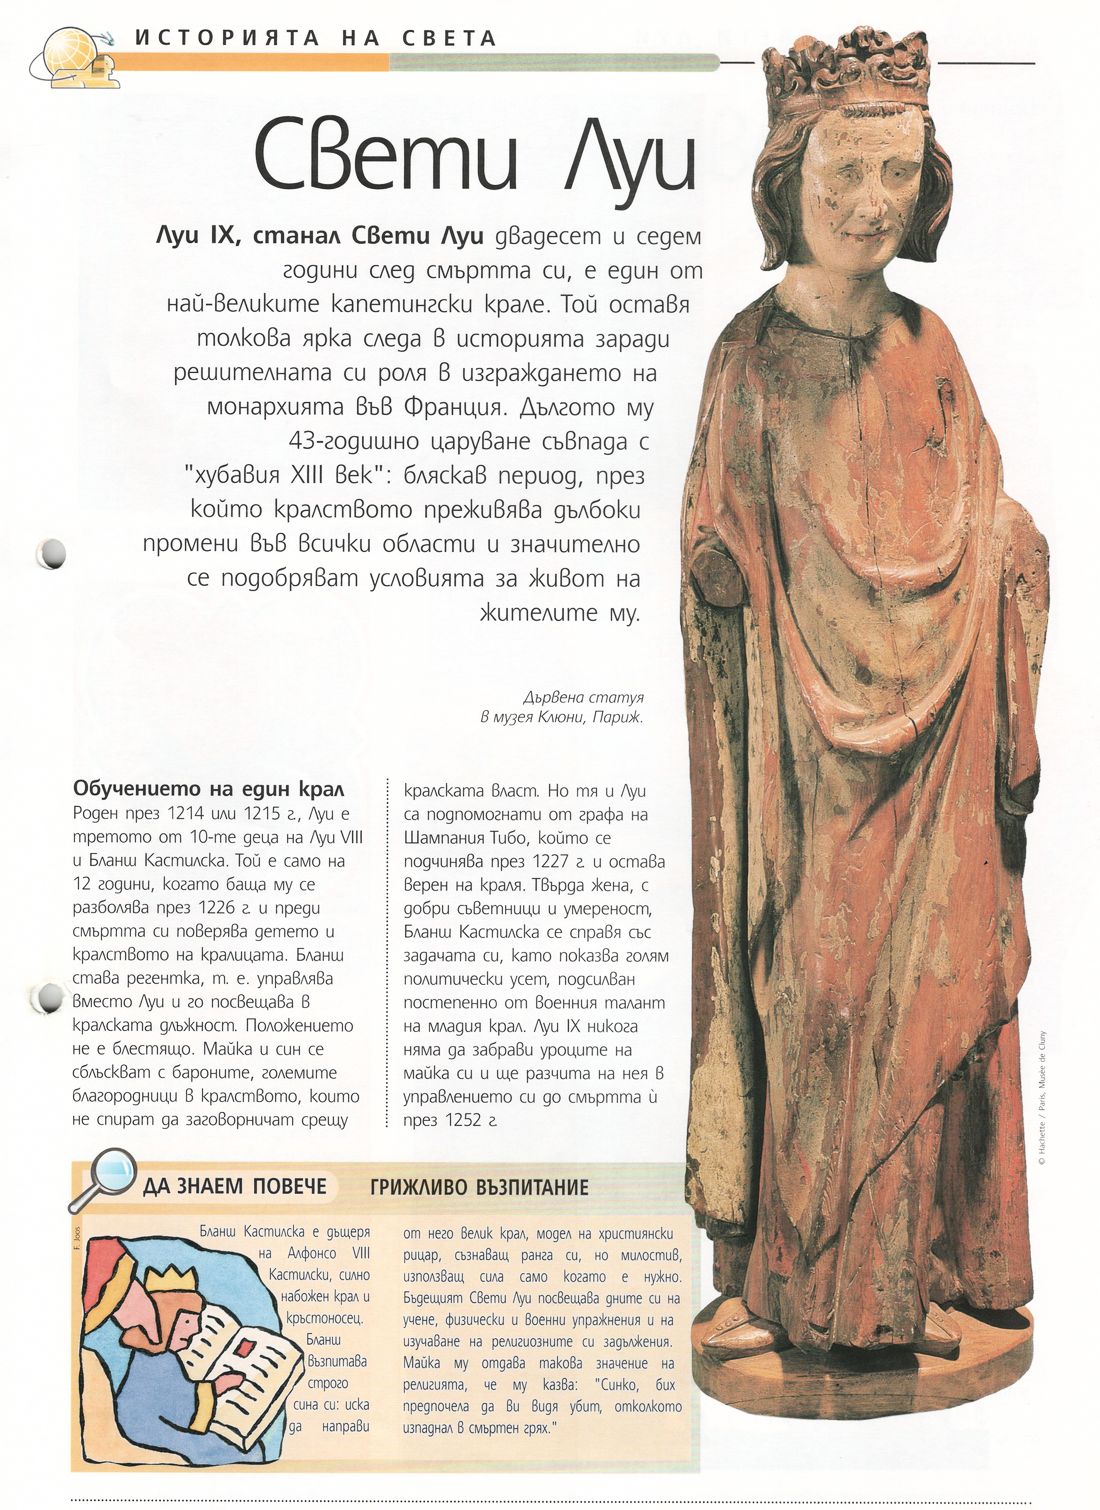 ИСТОРИЯТА НА СВЕТА
Свети Луи
Луи IX, станал Свети Луи двадесет и седем
години след смъртта си, е един от
най-великите капетингски крале. Той оставя
толкова ярка следа в историята заради
решителната си роля в изграждането на
монархията във Франция. Дългото му
43-годишно царуване съвпада с
"хубавия XIII век": бляскав период, през
който кралството преживява дълбоки
промени във всички области и значително
се подобряват условията за живот на
жителите му.
Дървена статуя
в музея Клюни, Париж.
Обучението на един крал
Роден през 1214 или 1215 г., Луи е
третото от 10-те деца на Луи VIII
и Бланш Кастилска. Той е само на
12 години, когато баща му се
разболява през 1226 г. и преди
смъртта си поверява детето и
кралството на кралицата. Бланш
става регентка, т. е. управлява
вместо Луи и го посвещава в
кралската длъжност. Положението
не е блестящо. Майка и син се
сблъскват с бароните, големите
благородници в кралството, които
не спират да заговорничат срещу
кралската власт. Но тя и Луи
са подпомогнати от графа на
Шампания Тибо, който се
подчинява през 1227 г. и остава
верен на краля. Твърда жена, с
добри съветници и умереност,
Бланш Кастилска се справя със
задачата си, като показва голям
политически усет, подсилван
постепенно от военния талант
на младия крал. Луи IX никога
няма да забрави уроците на
майка си и ще разчита на нея в
управлението си до смъртта ѝ
през 1252 г.
© Hachette / Paris, Musée de Cluny
ДА ЗНАЕМ ПОВЕЧЕ
ГРИЖЛИВО ВЪЗПИТАНИЕ
F. Joos
Бланш Кастилска е дъщеря
на Алфонсо VIII
Кастилски, силно
набожен крал и
кръстоносец.
Бланш
възпитава
строго
сина си: иска
да направи
от него велик крал, модел на християнски
рицар, съзнаващ ранга си, но милостив,
използващ сила само когато е нужно.
Бъдещият Свети Луи посвещава дните си на
учене, физически и военни упражнения и на
изучаване на религиозните си задължения.
Майка му отдава такова значение на
религията, че му казва: "Синко, бих
предпочела да ви видя убит, отколкото
изпаднал в смъртен грях."